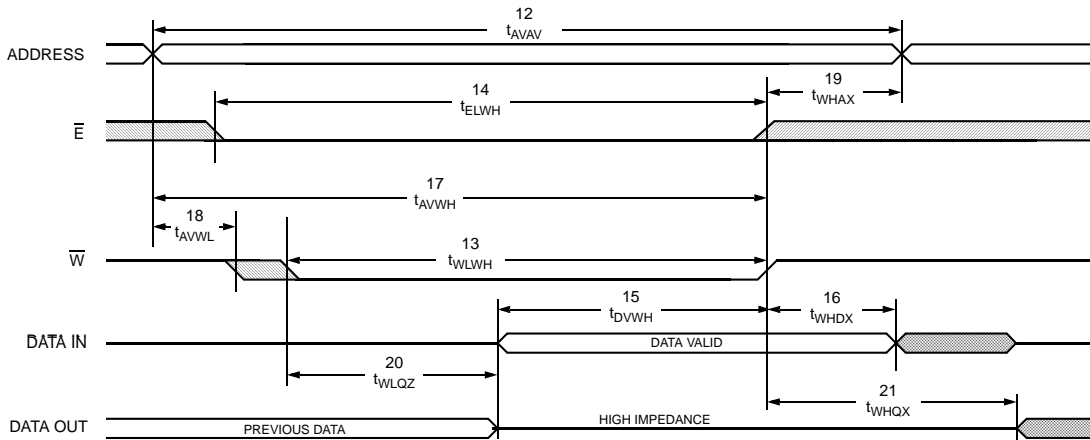 12
tAVAV
ADDRESS
14
tELWH
19
tWHAX
E
17
tAVWH
18
tAVWL
13
tWLWH
W
15
tDVWH
16
tWHDX
DATA IN
DATA VALID
20
tWLQZ
21
tWHQX
DATA OUT
PREVIOUS DATA
HIGH IMPEDANCE